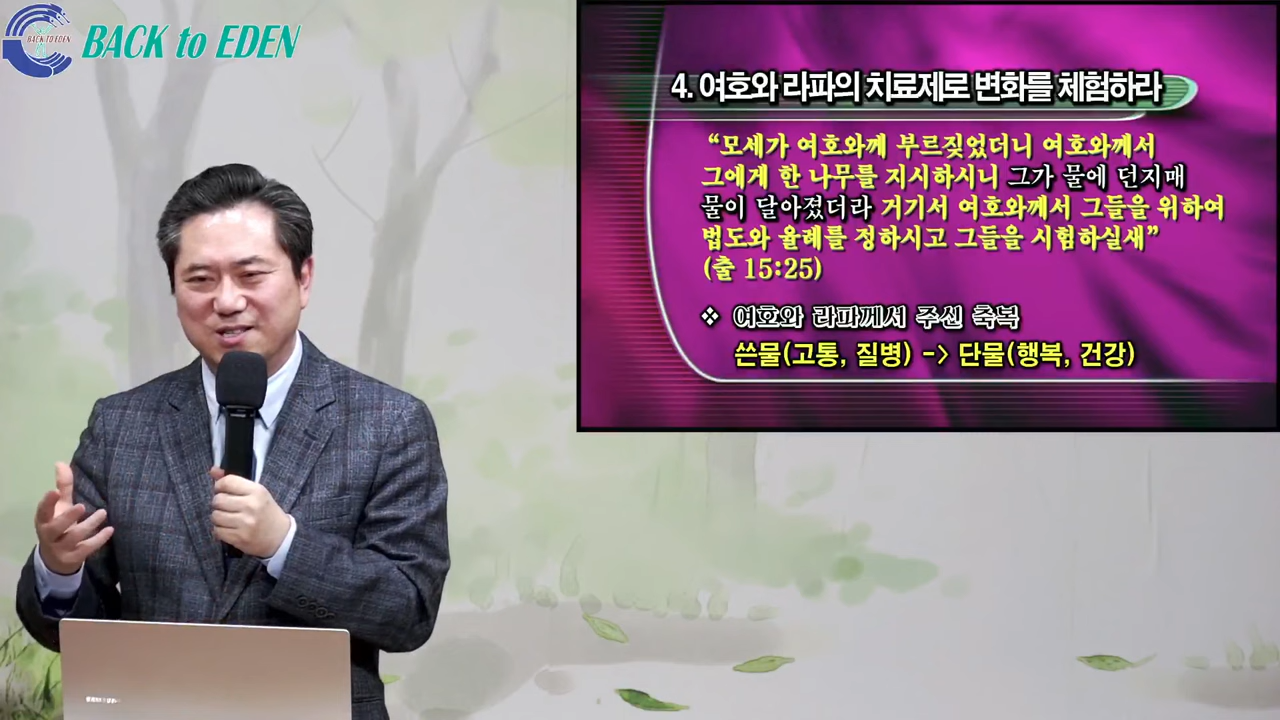 BACK TO EDEN
BACK to EDEN
4. 여호와 라파의 치료제로 변화를 체험하라
“모세가 여호와께 부르짖었더니 여호와께서
그에게 한 나무를 지시하시니 그가 물에 던지매
물이 달아졌더라 거기서 여호와께서 그들을 위하여
법도와 율례를 정하시고 그들을 시험하실새”
(출 15:25)
❖ 여호와 라파께서 주신 축복
쓴물(고통, 질병) -> 단물(행복, 건강)